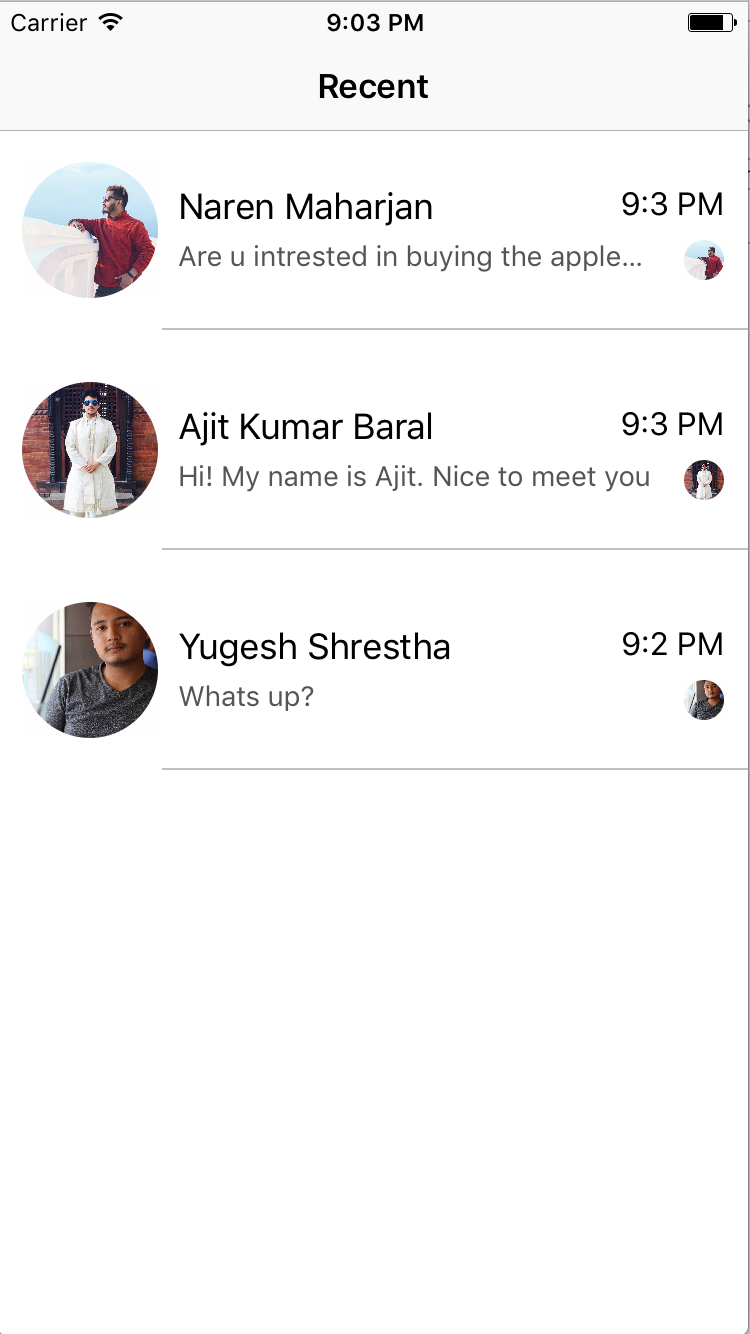 Carrier 9:03 PM
Recent
Naren Maharjan 9:3 PM
Are u intrested in buying the apple...
Ajit Kumar Baral 9:3 PM
Hi! My name is Ajit. Nice to meet you
Yugesh Shrestha 9:2 PM
Whats up?